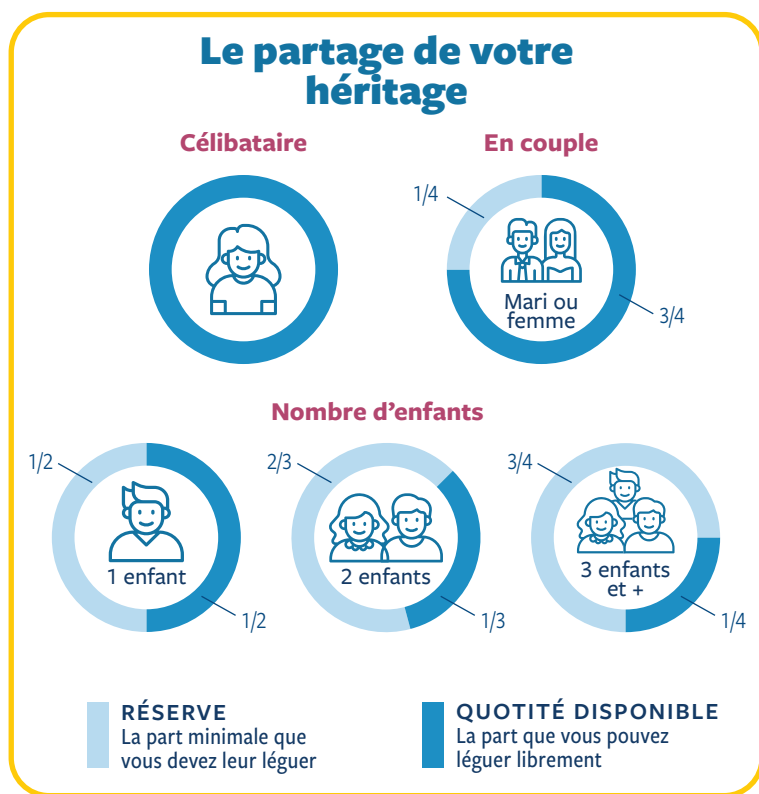 Le partage de votre
héritage
Célibataire
En couple
1/4
Mari ou
femme
3/4
Nombre d’enfants
1/2
1 enfant
1/2
2/3
2 enfants
1/3
3/4
3 enfants
et +
1/4
RÉSERVE
La part minimale que
vous devez leur léguer
QUOTITÉ DISPONIBLE
La part que vous pouvez
léguer librement